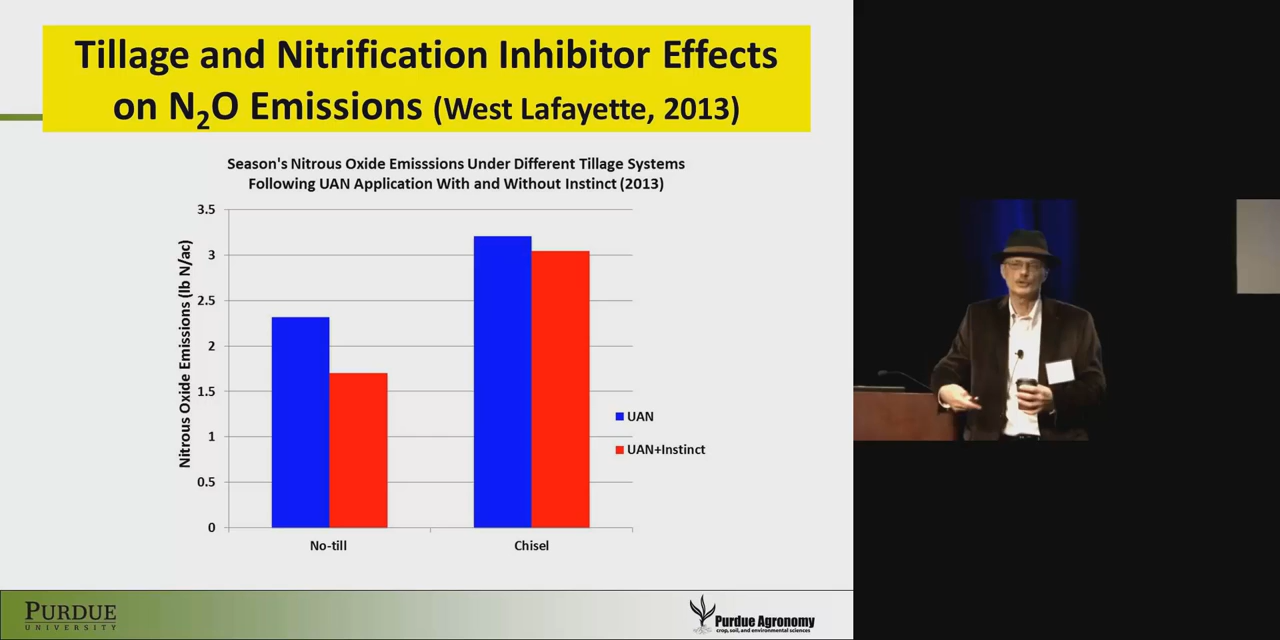 Tillage and Nitrification Inhibitor Effects
on N₂O Emissions (West Lafayette, 2013)
Season's Nitrous Oxide Emisssions Under Different Tillage Systems
Following UAN Application With and Without Instinct (2013)
Nitrous Oxide Emissions (lb N/ac)
3.5
3
2.5
2
1.5
1
0.5
0
No-till
Chisel
UAN
UAN+Instinct
PURDUE
UNIVERSITY
Purdue Agronomy
crop, soil, and environmental sciences